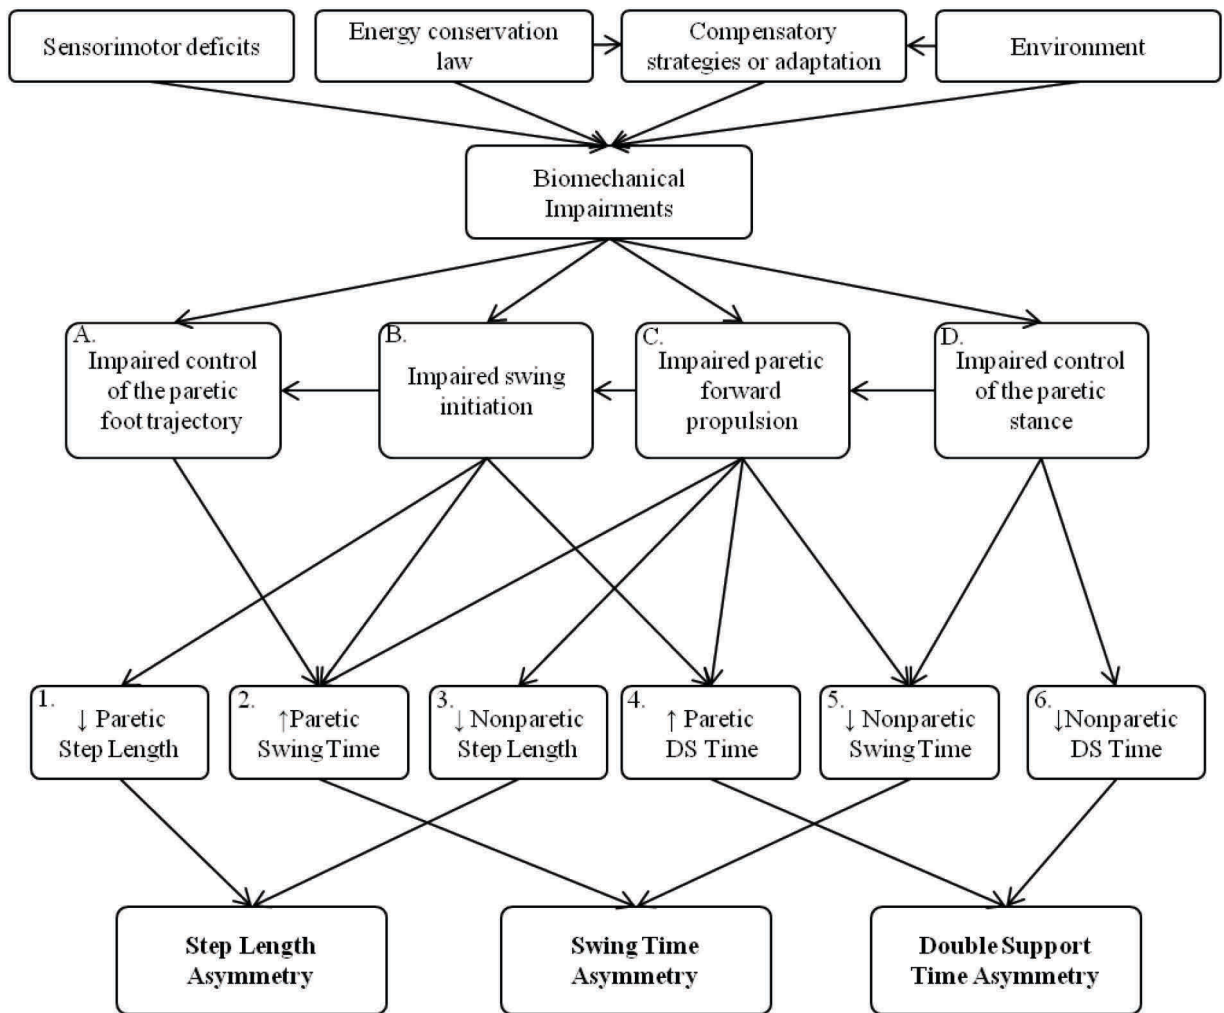 Sensorimotor deficits
Energy conservation
law
Compensatory
strategies or adaptation
Environment
Biomechanical
Impairments
A.
Impaired control
of the paretic
foot trajectory
B.
Impaired swing
initiation
C.
Impaired paretic
forward
propulsion
D.
Impaired control
of the paretic
stance
1.
↓ Paretic
Step Length
2.
↑Paretic
Swing Time
3.
↓ Nonparetic
Step Length
4.
↑ Paretic
DS Time
5.
↓ Nonparetic
Swing Time
6.
↓Nonparetic
DS Time
Step Length
Asymmetry
Swing Time
Asymmetry
Double Support
Time Asymmetry